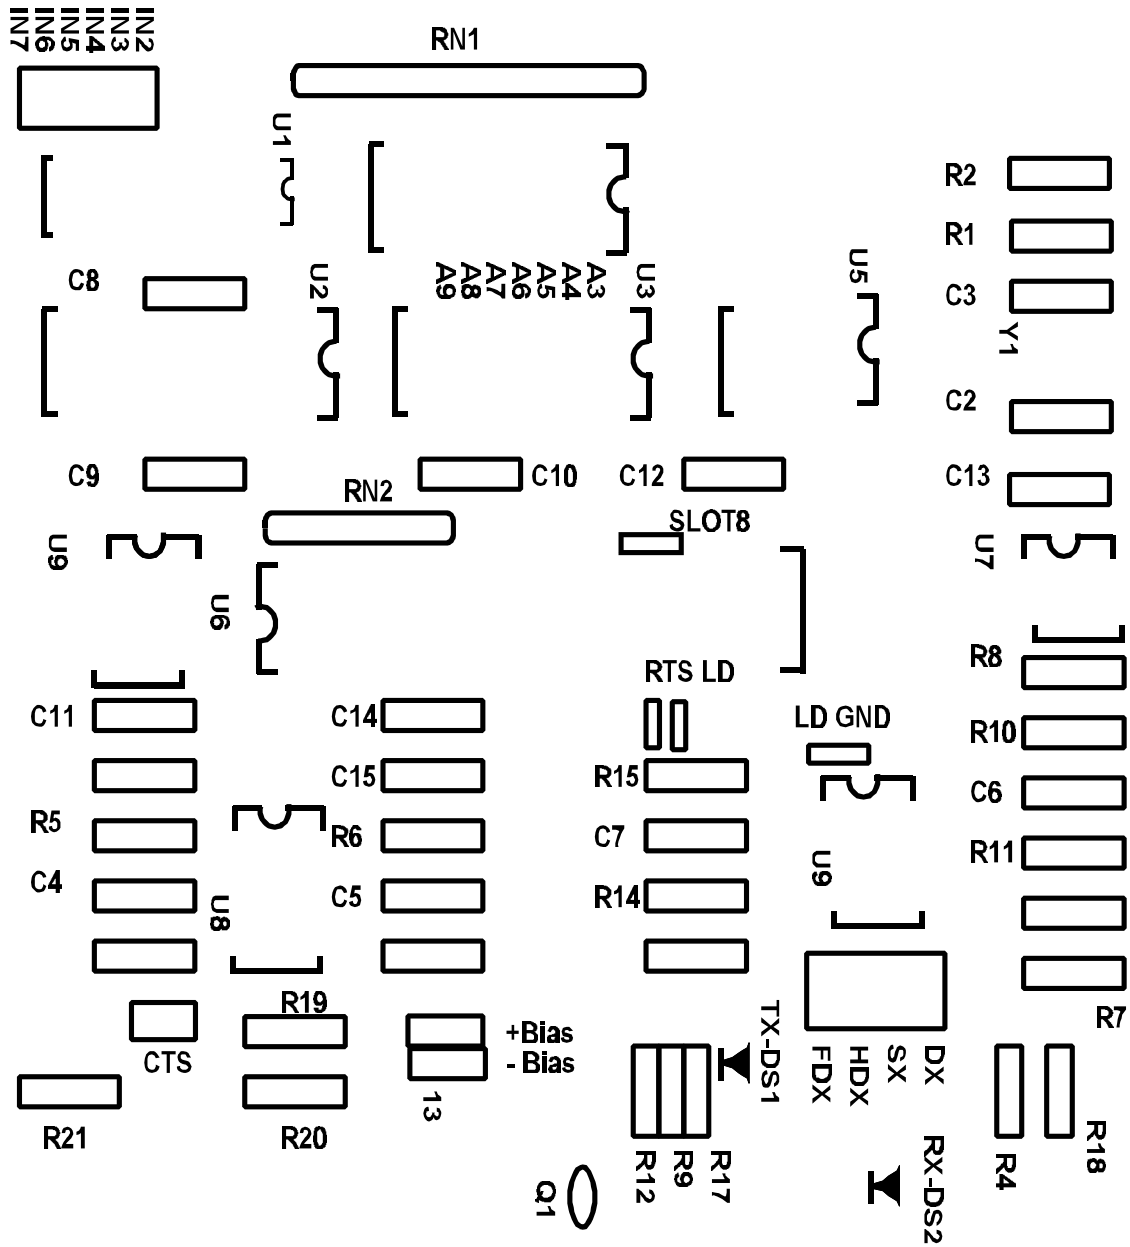 IN7
IN6
IN5
IN4
IN3
IN2
RN1
U1
R2
R1
C8
U2
A9
A8
A7
A6
A5
A4
A3
U3
U5
C3
Y1
C2
C9
C10
C12
C13
RN2
SLOT8
U9
U7
U6
R8
RTS LD
C11
C14
LD GND
R10
C15
R15
C6
R5
R6
C7
R11
C4
U8
C5
R14
U9
R19
R7
+Bias
- Bias
CTS
TX-DS1
FDX
HDX
SX
DX
13
R21
R20
R12
R9
R17
R4
R18
Q1
RX-DS2